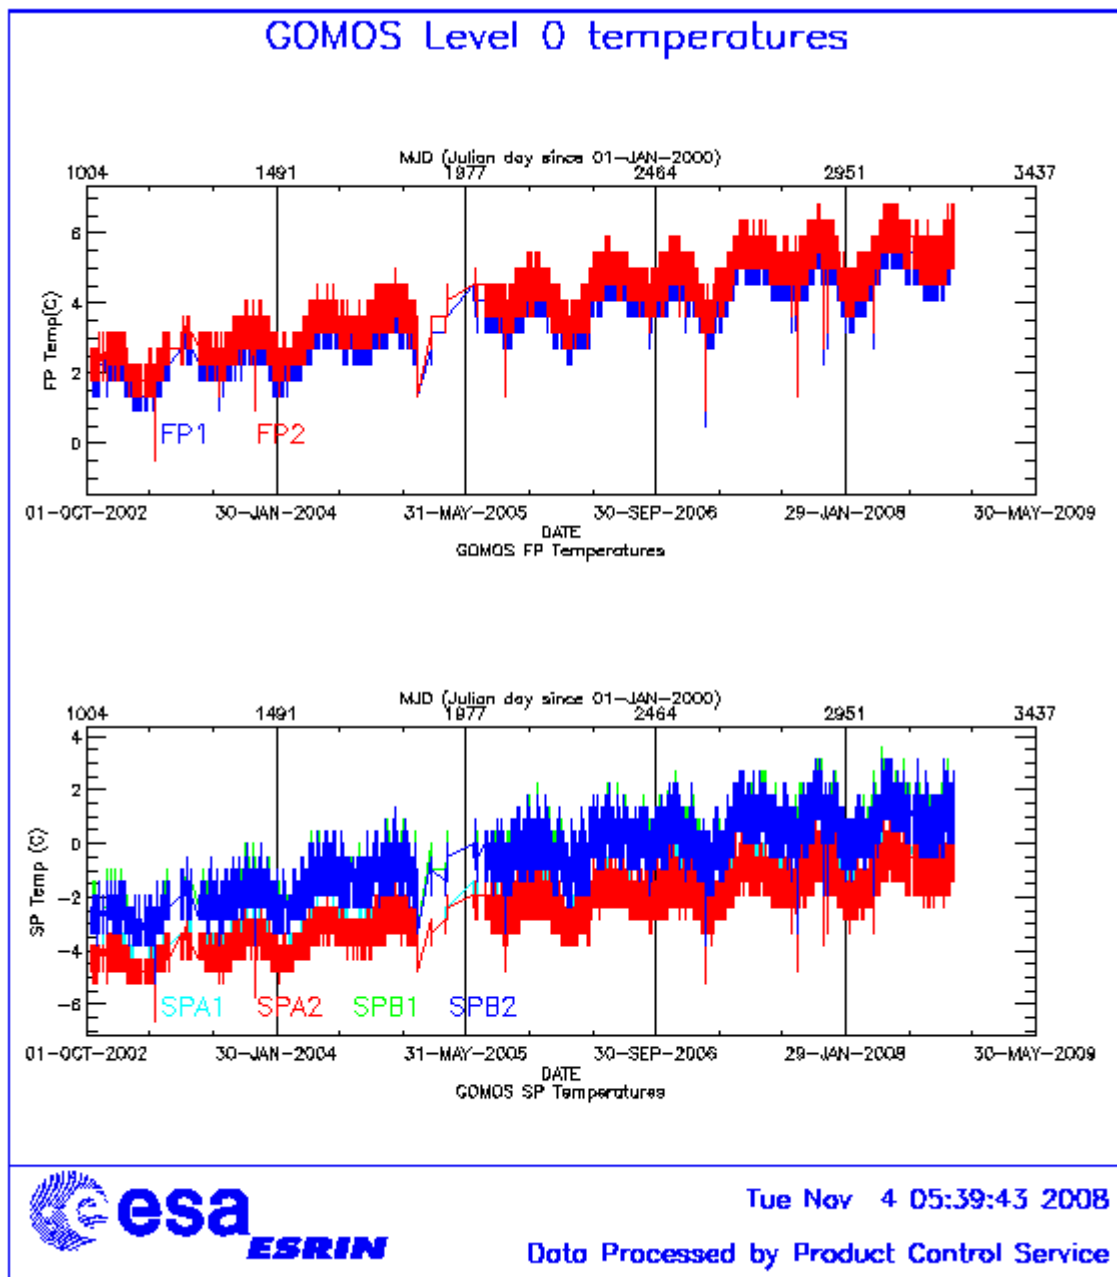 GOMOS Level 0 temperatures
MJD (Julian day since 01-JAN-2000)
1004 1491 1977 2464 2951 3437
6
4
2
0
FP Temp(C)
FP1 FP2
01-OCT-2002 30-JAN-2004 31-MAY-2005 30-SEP-2006 29-JAN-2008 30-MAY-2009
DATE
GOMOS FP Temperatures
MJD (Julian day since 01-JAN-2000)
1004 1491 1977 2464 2951 3437
4
2
0
-2
-4
-6
SP Temp (C)
SPA1 SPA2 SPB1 SPB2
01-OCT-2002 30-JAN-2004 31-MAY-2005 30-SEP-2006 29-JAN-2008 30-MAY-2009
DATE
GOMOS SP Temperatures
esa
ESRIN
Tue Nov 4 05:39:43 2008
Data Processed by Product Control Service